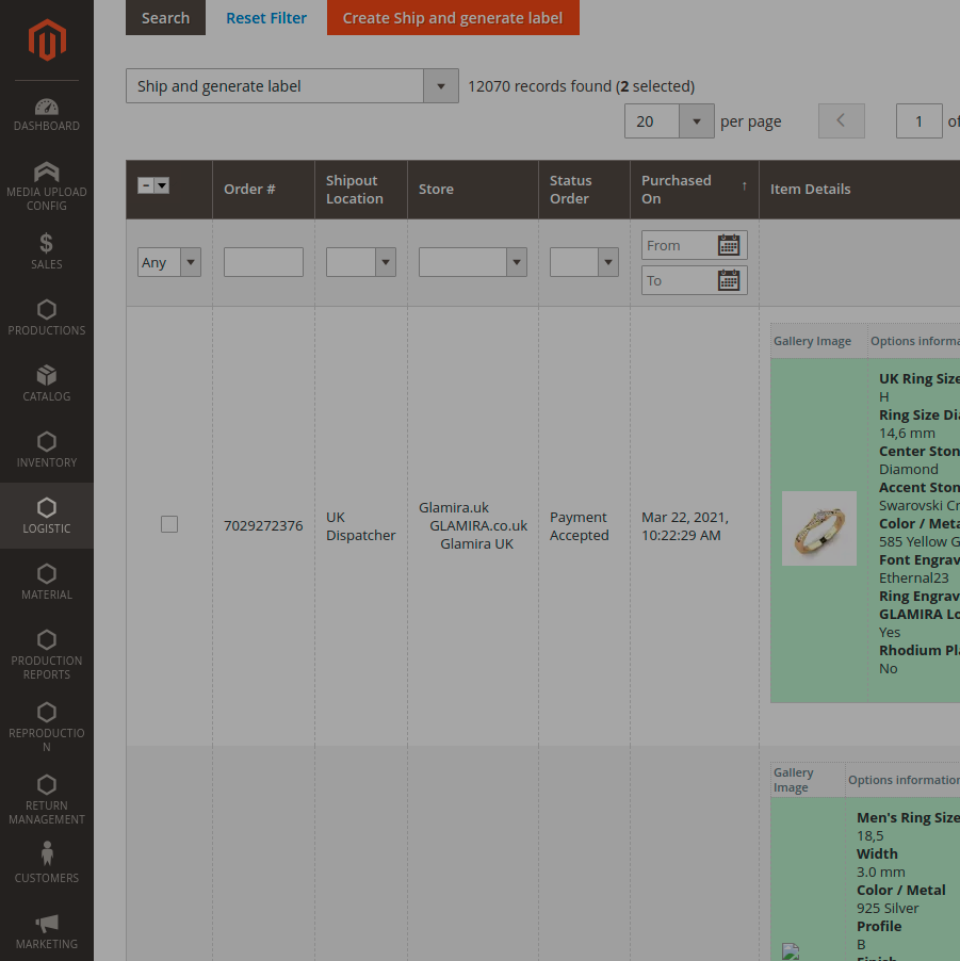 Search
Reset Filter
Create Ship and generate label
Ship and generate label
12070 records found (2 selected)
20
per page
1
of
DASHBOARD
MEDIA UPLOAD
CONFIG
SALES
PRODUCTIONS
CATALOG
INVENTORY
LOGISTIC
MATERIAL
PRODUCTION
REPORTS
REPRODUCTIO
N
RETURN
MANAGEMENT
CUSTOMERS
MARKETING
Order #
Shipout
Location
Store
Status
Order
Purchased
On
Item Details
Any
From
To
7029272376
UK
Dispatcher
Glamira.uk
GLAMIRA.co.uk
Glamira UK
Payment
Accepted
Mar 22, 2021,
10:22:29 AM
Gallery Image
Options informa
UK Ring Size
H
Ring Size Dia
14,6 mm
Center Ston
Diamond
Accent Ston
Swarovski Cr
Color / Meta
585 Yellow G
Font Engrav
Ethernal23
Ring Engrav
GLAMIRA Lo
Yes
Rhodium Pla
No
Gallery
Image
Options information
Men's Ring Size
18,5
Width
3.0 mm
Color / Metal
925 Silver
Profile
B
Finish